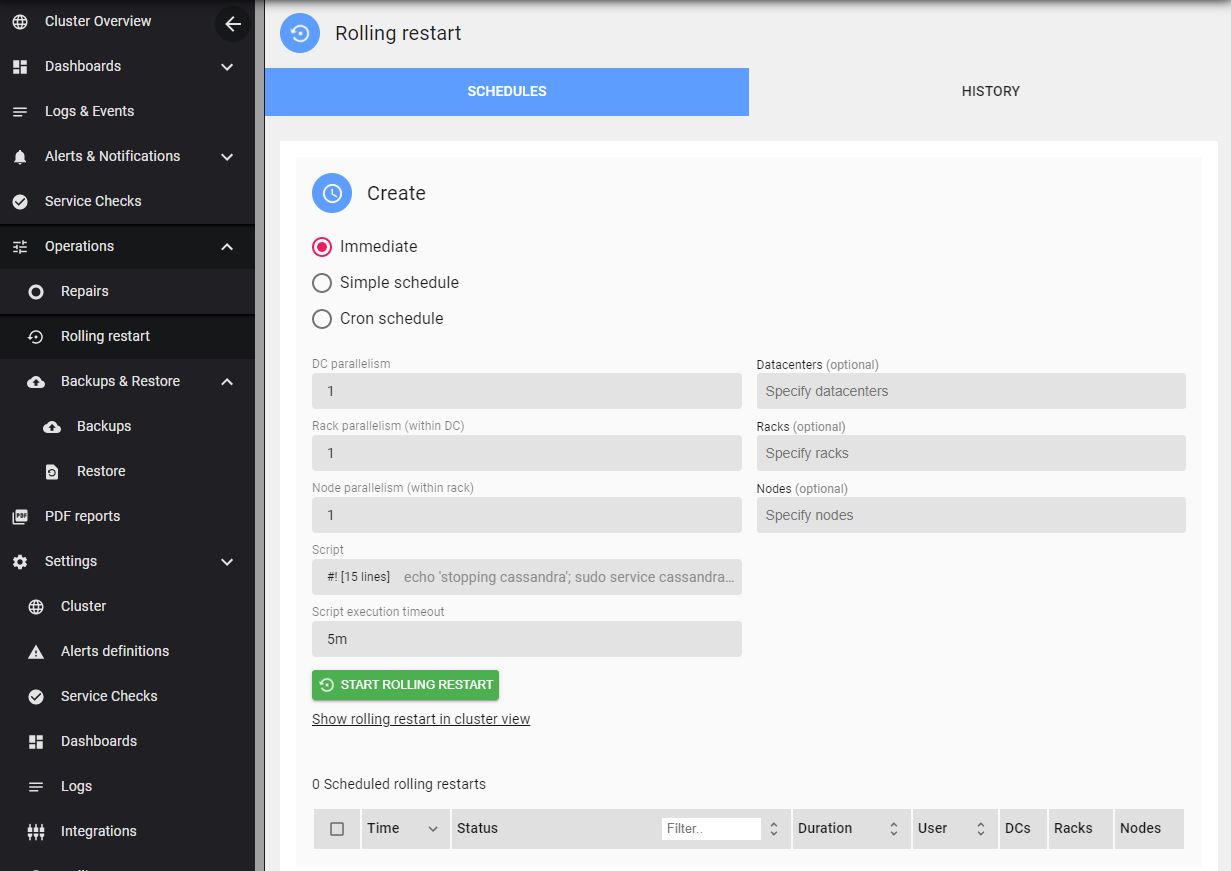 Cluster Overview
Dashboards
Logs & Events
Alerts & Notifications
Service Checks
Operations
Repairs
Rolling restart
Backups & Restore
Backups
Restore
PDF
PDF reports
Settings
Cluster
Alerts definitions
Service Checks
Dashboards
Logs
Integrations
Rolling restart
SCHEDULES
HISTORY
Create
Immediate
Simple schedule
Cron schedule
DC parallelism
1
Datacenters (optional)
Specify datacenters
Rack parallelism (within DC)
1
Racks (optional)
Specify racks
Node parallelism (within rack)
1
Nodes (optional)
Specify nodes
Script
#! [15 lines] echo 'stopping cassandra'; sudo service cassandra...
Script execution timeout
5m
START ROLLING RESTART
Show rolling restart in cluster view
0 Scheduled rolling restarts
Time Status Filter.. Duration User DCs Racks Nodes